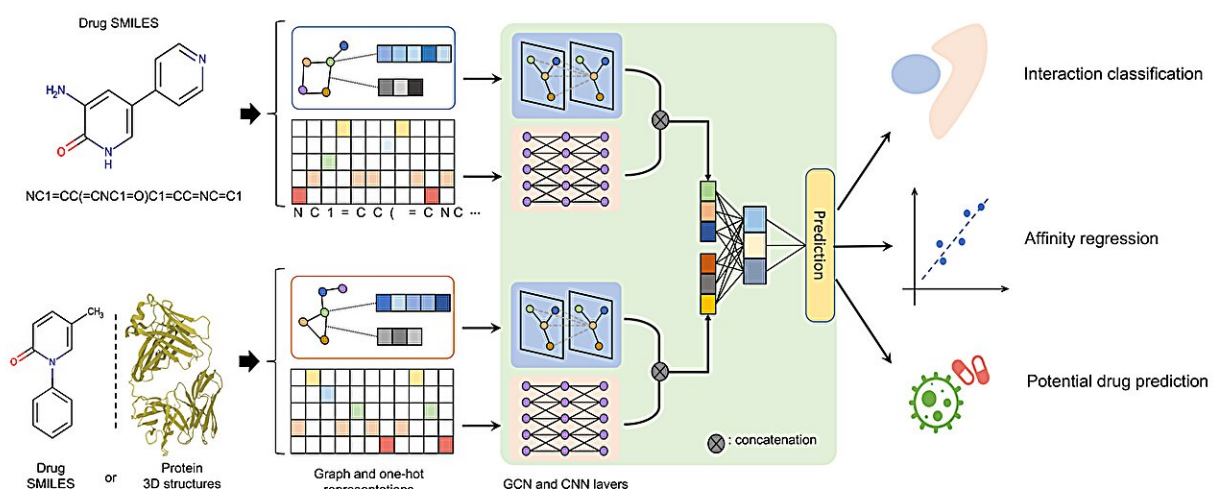 Drug SMILES
N
H₂N
O
N
H
NC1=CC(=CNC1=O)C1=CC=NC=C1
N C 1 = C C ( = C N C ...
Prediction
Interaction classification
Affinity regression
Potential drug prediction
CH₃
O
N
Drug
SMILES
or
Protein
3D structures
Graph and one-hot
representations
GCN and CNN layers
: concatenation